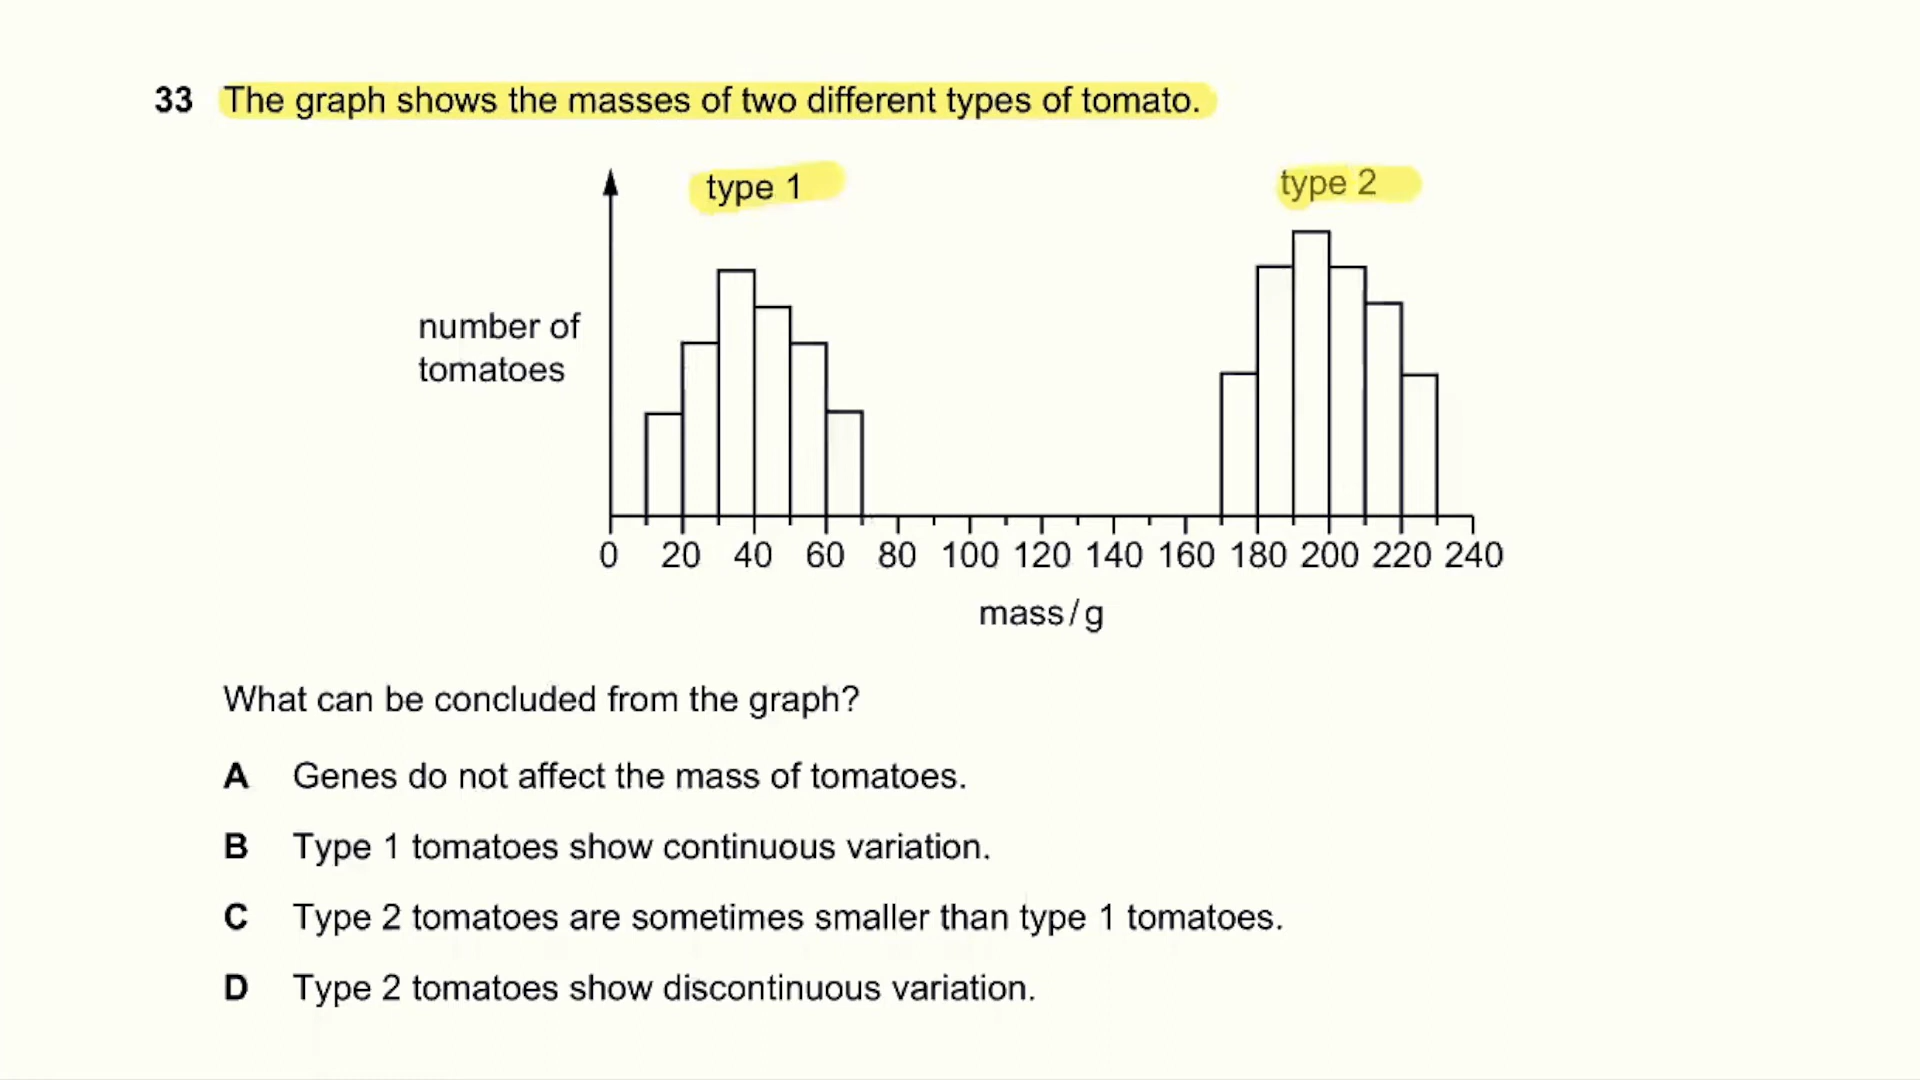 33 The graph shows the masses of two different types of tomato.
type 1
type 2
number of
tomatoes
0 20 40 60 80 100 120 140 160 180 200 220 240
mass / g
What can be concluded from the graph?
A Genes do not affect the mass of tomatoes.
B Type 1 tomatoes show continuous variation.
C Type 2 tomatoes are sometimes smaller than type 1 tomatoes.
D Type 2 tomatoes show discontinuous variation.